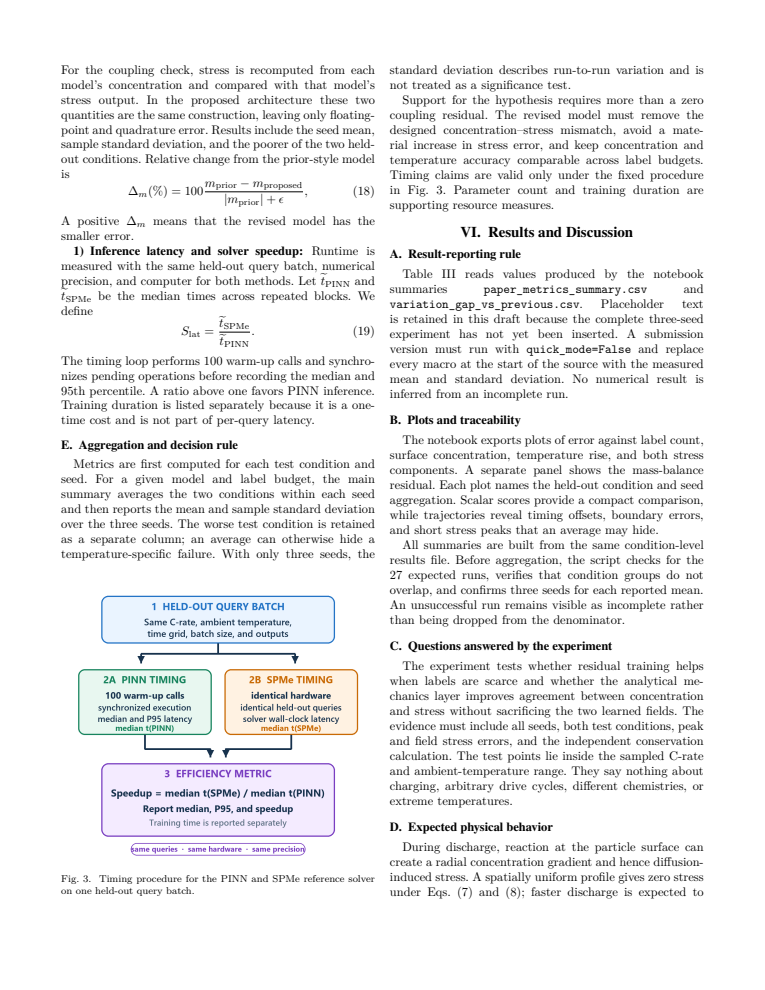 For the coupling check, stress is recomputed from each
model's concentration and compared with that model's
stress output. In the proposed architecture these two
quantities are the same construction, leaving only floating-
point and quadrature error. Results include the seed mean,
sample standard deviation, and the poorer of the two held-
out conditions. Relative change from the prior-style model
is
Δₘ(%) = 100 (m_prior − m_proposed) / (|m_prior| + ϵ), (18)
A positive Δₘ means that the revised model has the
smaller error.
1) Inference latency and solver speedup: Runtime is
measured with the same held-out query batch, numerical
precision, and computer for both methods. Let t̃_PINN and
t̃_SPMe be the median times across repeated blocks. We
define
S_lat = t̃_SPMe / t̃_PINN. (19)
The timing loop performs 100 warm-up calls and synchro-
nizes pending operations before recording the median and
95th percentile. A ratio above one favors PINN inference.
Training duration is listed separately because it is a one-
time cost and is not part of per-query latency.
E. Aggregation and decision rule
Metrics are first computed for each test condition and
seed. For a given model and label budget, the main
summary averages the two conditions within each seed
and then reports the mean and sample standard deviation
over the three seeds. The worse test condition is retained
as a separate column; an average can otherwise hide a
temperature-specific failure. With only three seeds, the
1 HELD-OUT QUERY BATCH
Same C-rate, ambient temperature,
time grid, batch size, and outputs
2A PINN TIMING
100 warm-up calls
synchronized execution
median and P95 latency
median t(PINN)
2B SPMe TIMING
identical hardware
identical held-out queries
solver wall-clock latency
median t(SPMe)
3 EFFICIENCY METRIC
Speedup = median t(SPMe) / median t(PINN)
Report median, P95, and speedup
Training time is reported separately
same queries · same hardware · same precision
Fig. 3. Timing procedure for the PINN and SPMe reference solver
on one held-out query batch.
standard deviation describes run-to-run variation and is
not treated as a significance test.
Support for the hypothesis requires more than a zero
coupling residual. The revised model must remove the
designed concentration–stress mismatch, avoid a mate-
rial increase in stress error, and keep concentration and
temperature accuracy comparable across label budgets.
Timing claims are valid only under the fixed procedure
in Fig. 3. Parameter count and training duration are
supporting resource measures.
VI. Results and Discussion
A. Result-reporting rule
Table III reads values produced by the notebook
summaries paper_metrics_summary.csv and
variation_gap_vs_previous.csv. Placeholder text
is retained in this draft because the complete three-seed
experiment has not yet been inserted. A submission
version must run with quick_mode=False and replace
every macro at the start of the source with the measured
mean and standard deviation. No numerical result is
inferred from an incomplete run.
B. Plots and traceability
The notebook exports plots of error against label count,
surface concentration, temperature rise, and both stress
components. A separate panel shows the mass-balance
residual. Each plot names the held-out condition and seed
aggregation. Scalar scores provide a compact comparison,
while trajectories reveal timing offsets, boundary errors,
and short stress peaks that an average may hide.
All summaries are built from the same condition-level
results file. Before aggregation, the script checks for the
27 expected runs, verifies that condition groups do not
overlap, and confirms three seeds for each reported mean.
An unsuccessful run remains visible as incomplete rather
than being dropped from the denominator.
C. Questions answered by the experiment
The experiment tests whether residual training helps
when labels are scarce and whether the analytical me-
chanics layer improves agreement between concentration
and stress without sacrificing the two learned fields. The
evidence must include all seeds, both test conditions, peak
and field stress errors, and the independent conservation
calculation. The test points lie inside the sampled C-rate
and ambient-temperature range. They say nothing about
charging, arbitrary drive cycles, different chemistries, or
extreme temperatures.
D. Expected physical behavior
During discharge, reaction at the particle surface can
create a radial concentration gradient and hence diffusion-
induced stress. A spatially uniform profile gives zero stress
under Eqs. (7) and (8); faster discharge is expected to